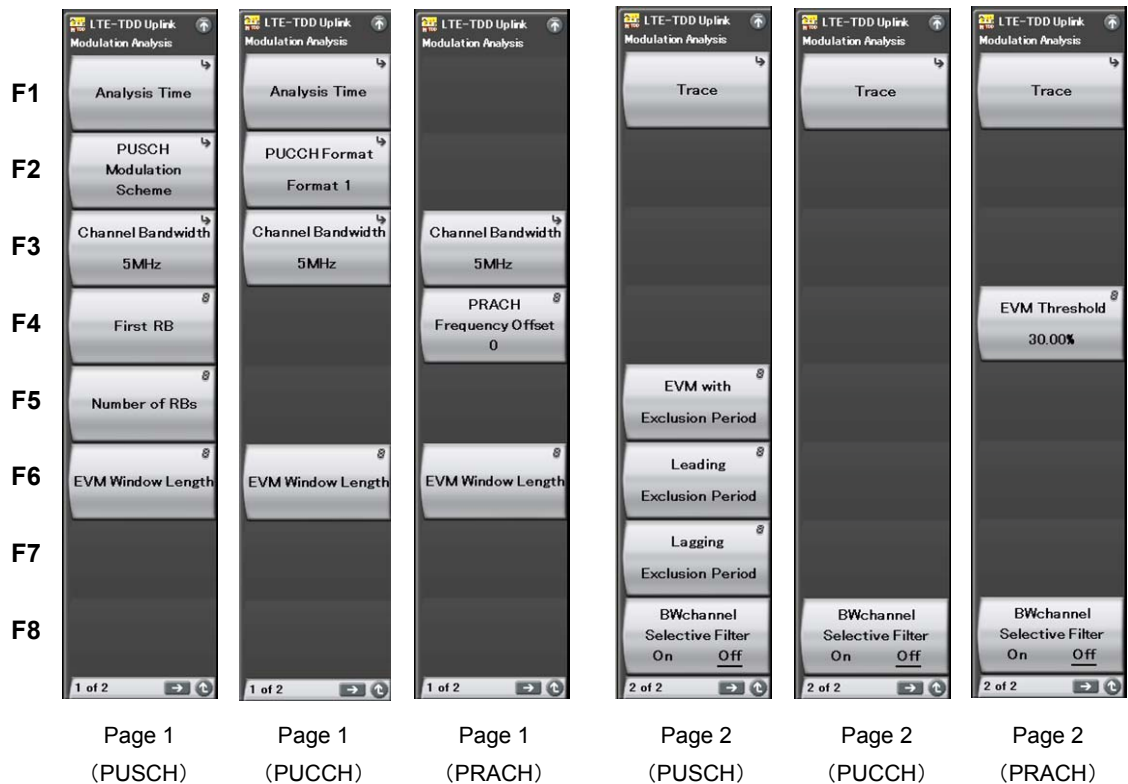 LTE-TDD Uplink
Modulation Analysis
Analysis Time
PUSCH
Modulation
Scheme
Channel Bandwidth
5MHz
First RB
Number of RBs
EVM Window Length
1 of 2
LTE-TDD Uplink
Modulation Analysis
Analysis Time
PUCCH Format
Format 1
Channel Bandwidth
5MHz
EVM Window Length
1 of 2
LTE-TDD Uplink
Modulation Analysis
Channel Bandwidth
5MHz
PRACH
Frequency Offset
0
EVM Window Length
1 of 2
LTE-TDD Uplink
Modulation Analysis
Trace
EVM with
Exclusion Period
Leading
Exclusion Period
Lagging
Exclusion Period
BWchannel
Selective Filter
On Off
2 of 2
LTE-TDD Uplink
Modulation Analysis
Trace
BWchannel
Selective Filter
On Off
2 of 2
LTE-TDD Uplink
Modulation Analysis
Trace
EVM Threshold
30.00%
BWchannel
Selective Filter
On Off
2 of 2
F1
F2
F3
F4
F5
F6
F7
F8
Page 1 Page 1 Page 1 Page 2 Page 2 Page 2
（PUSCH） （PUCCH） （PRACH） （PUSCH） （PUCCH） （PRACH）